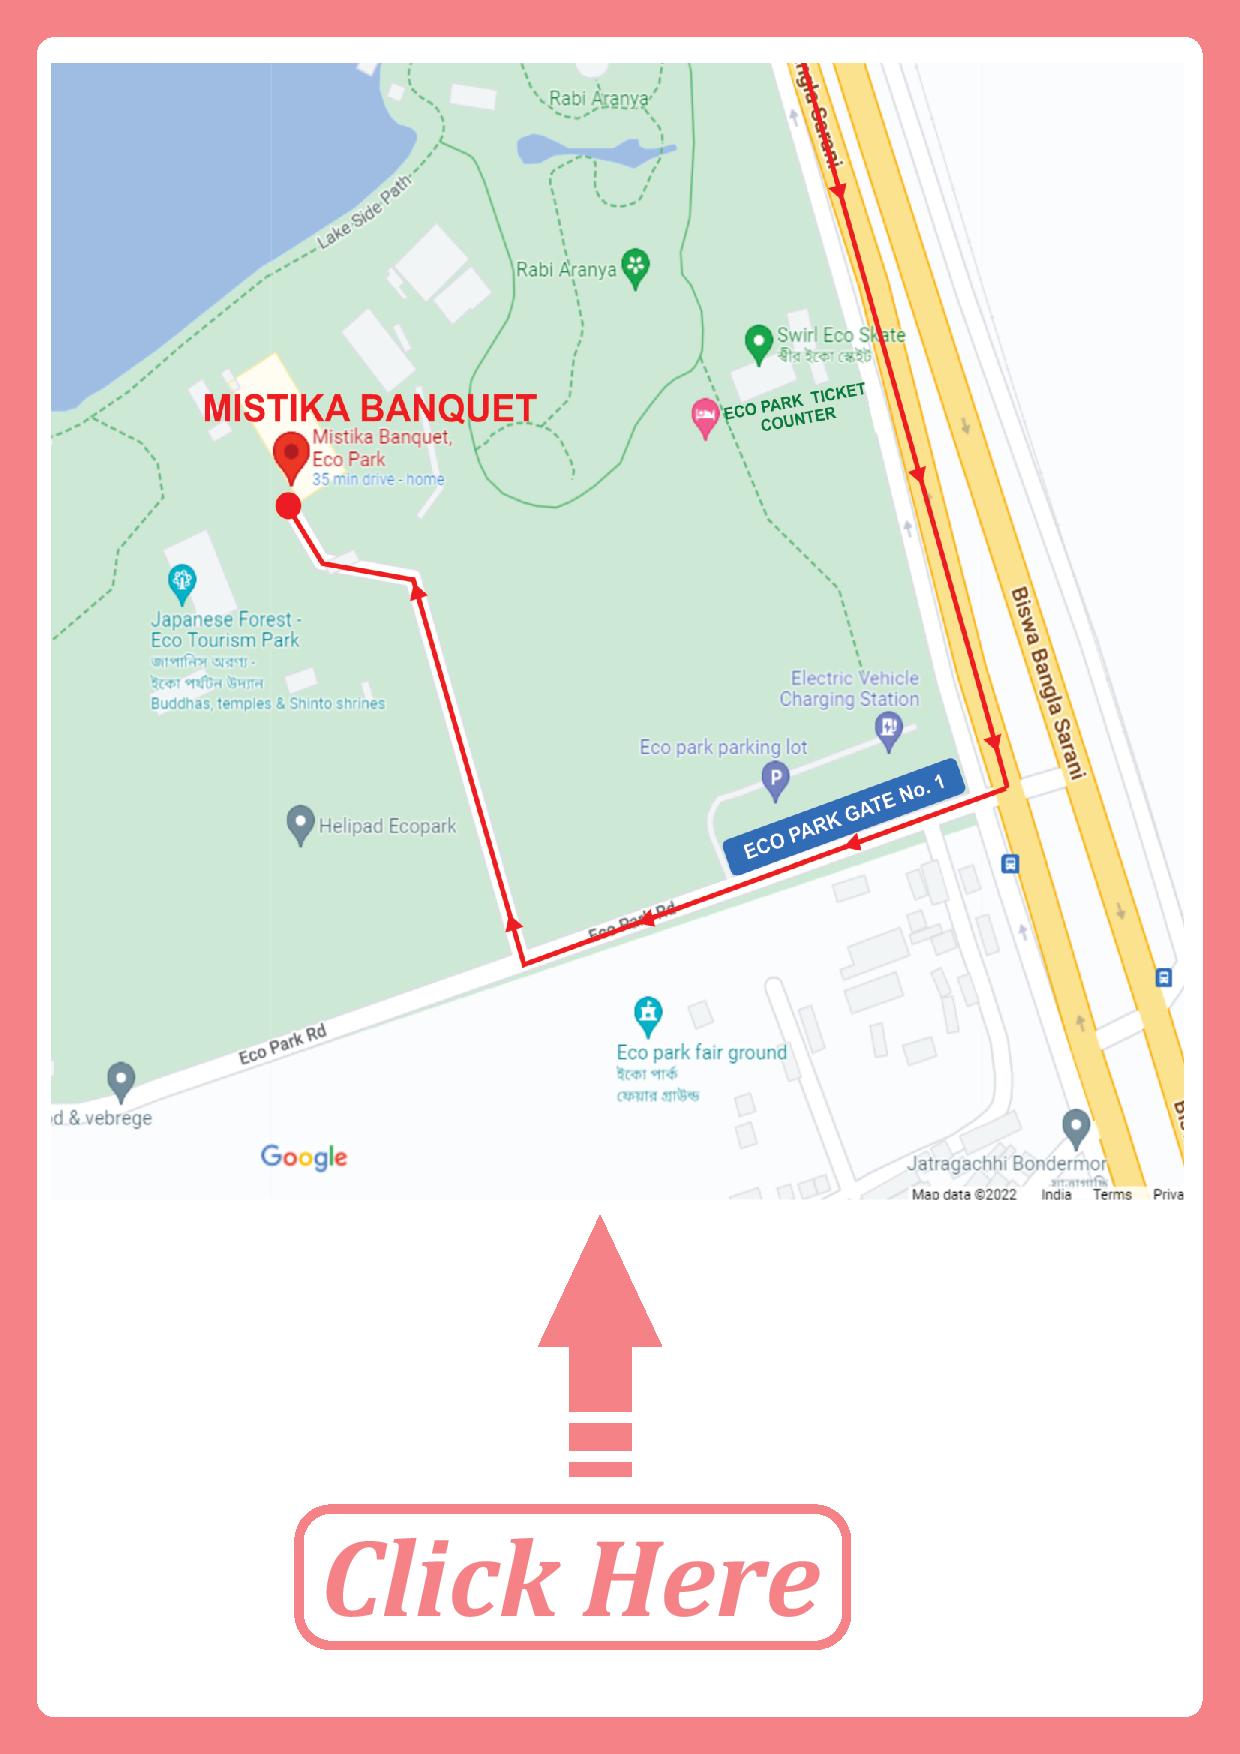 ngla Sarani
Rabi Aranya
Lake Side Path
Rabi Aranya
Swirl Eco Skate
স্বীর ইকো স্কেইট
ECO PARK TICKET
COUNTER
MISTIKA BANQUET
Mistika Banquet,
Eco Park
35 min drive - home
Japanese Forest -
Eco Tourism Park
জাপানিস অরণ্য -
ইকো পর্যটন উদ্যান
Buddhas, temples & Shinto shrines
Biswa Bangla Sarani
Electric Vehicle
Charging Station
Eco park parking lot
P
ECO PARK GATE No. 1
Helipad Ecopark
Eco Park Rd
Eco Park Rd
Eco park fair ground
ইকো পার্ক
ফেয়ার গ্রাউন্ড
d & vebrege
Google
Jatragachhi Bondermor
Map data ©2022 India Terms Priva
Click Here